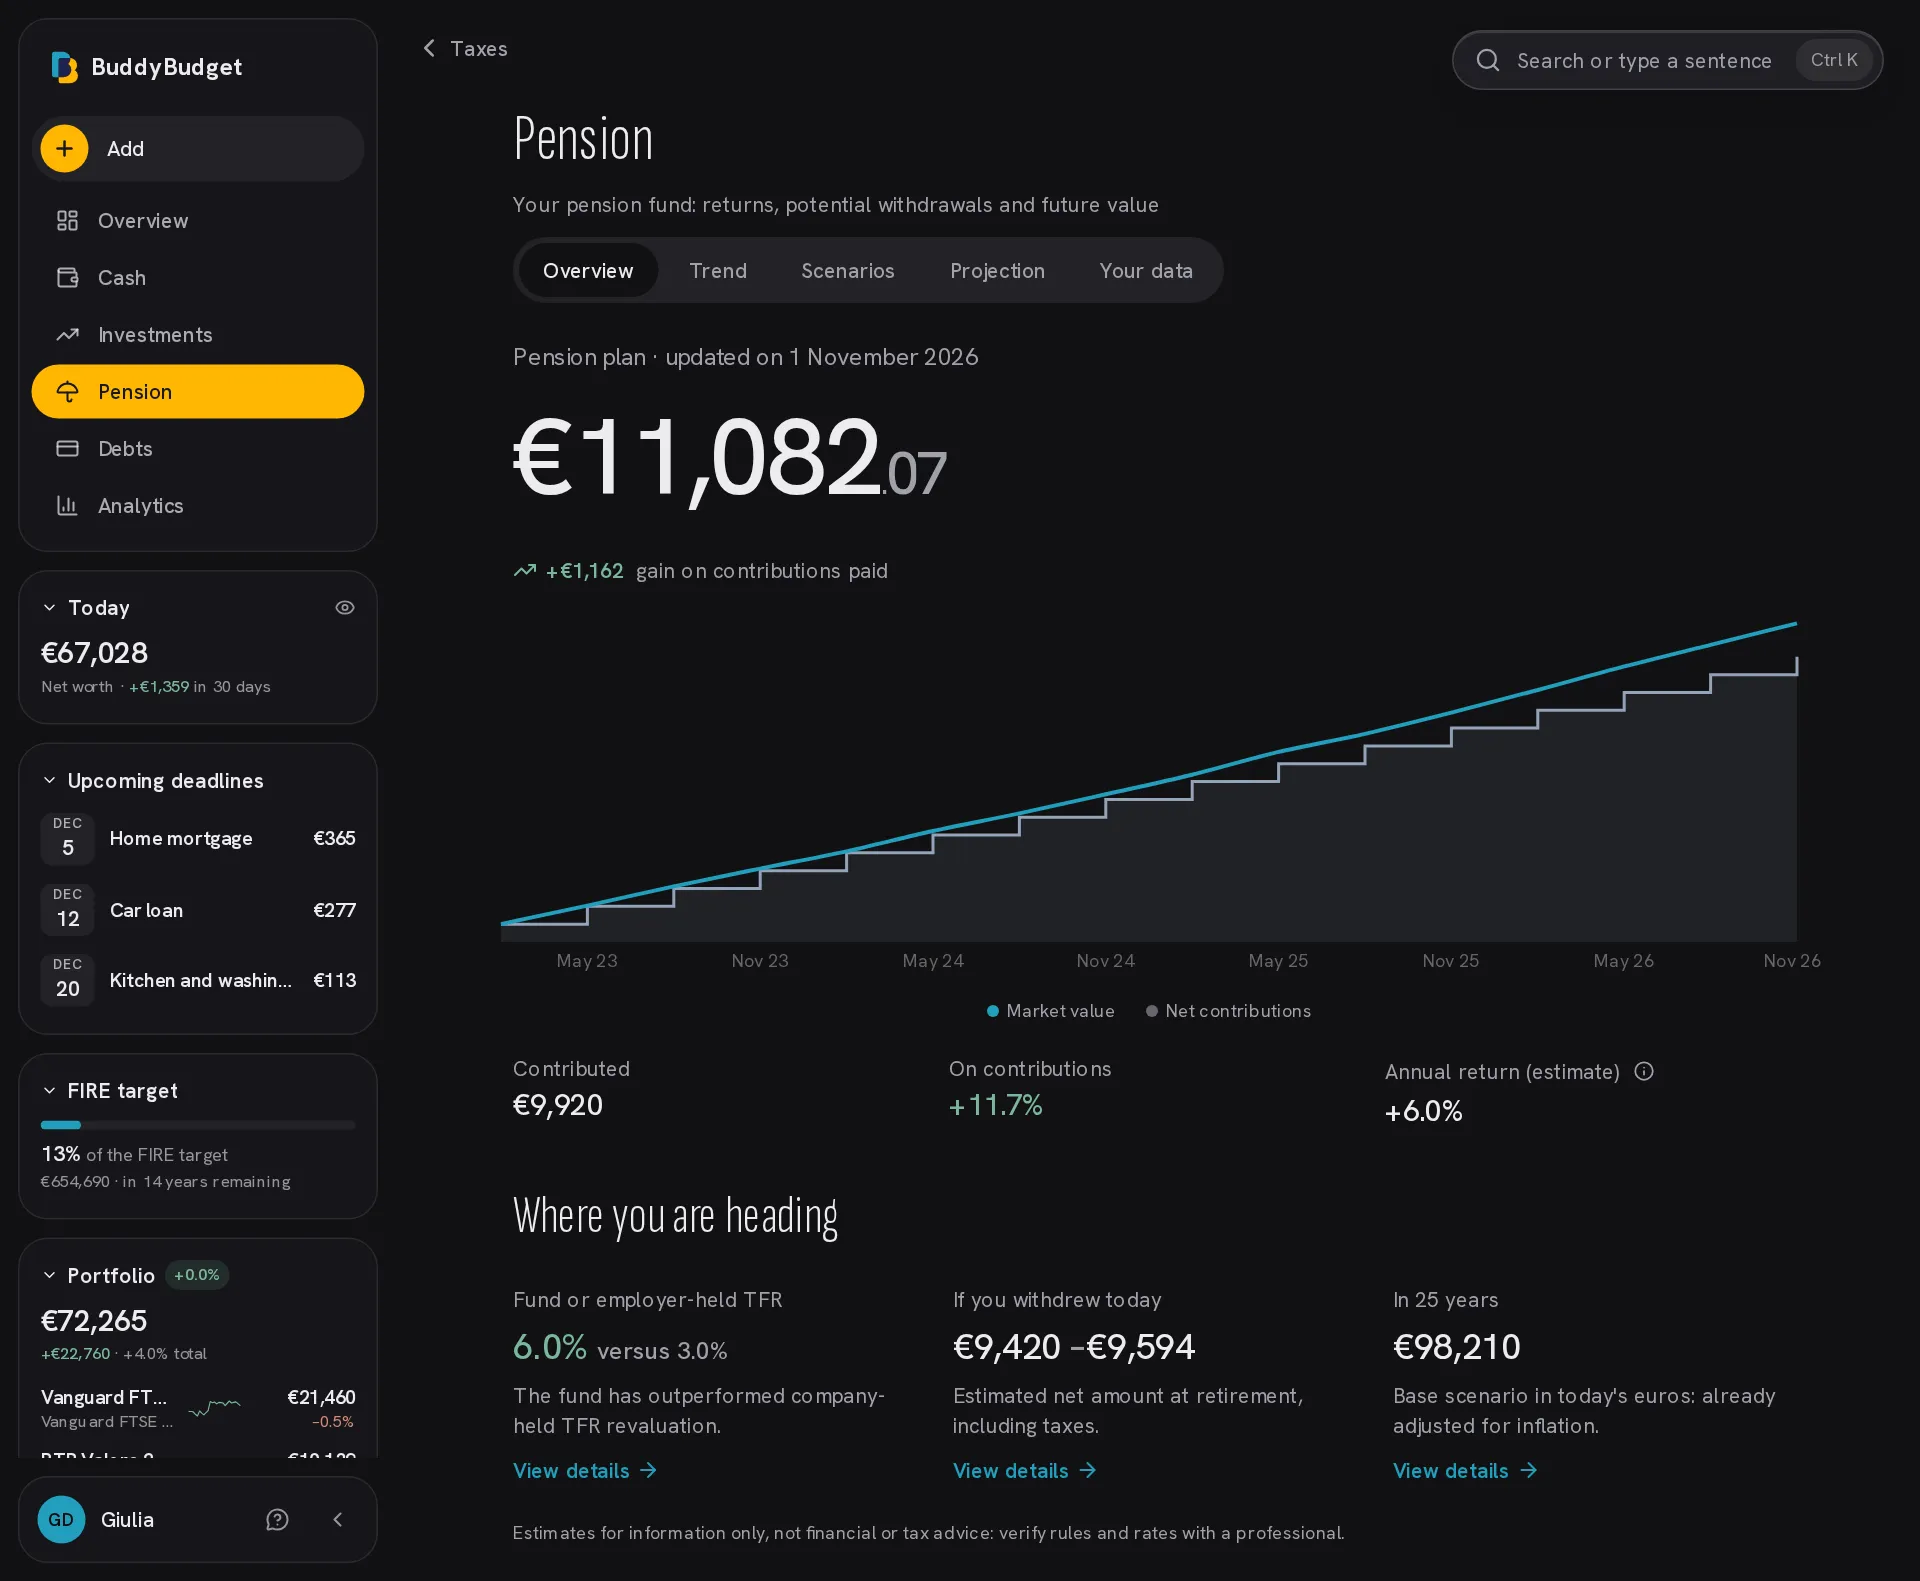 BuddyBudget
Add
Overview
Cash
Investments
Pension
Debts
Analytics
Today
€67,028
Net worth · +€1,359 in 30 days
Upcoming deadlines
DEC
5
Home mortgage
€365
DEC
12
Car loan
€277
DEC
20
Kitchen and washin...
€113
FIRE target
13% of the FIRE target
€654,690 · in 14 years remaining
Portfolio +0.0%
€72,265
+€22,760 · +4.0% total
Vanguard FT...
€21,460
Vanguard FTSE ...
−0.5%
GD
Giulia
Taxes
Search or type a sentence
Ctrl K
Pension
Your pension fund: returns, potential withdrawals and future value
Overview
Trend
Scenarios
Projection
Your data
Pension plan · updated on 1 November 2026
€11,082.07
+€1,162 gain on contributions paid
May 23
Nov 23
May 24
Nov 24
May 25
Nov 25
May 26
Nov 26
Market value
Net contributions
Contributed
€9,920
On contributions
+11.7%
Annual return (estimate)
+6.0%
Where you are heading
Fund or employer-held TFR
6.0% versus 3.0%
The fund has outperformed company-
held TFR revaluation.
View details
If you withdrew today
€9,420 –€9,594
Estimated net amount at retirement,
including taxes.
View details
In 25 years
€98,210
Base scenario in today's euros: already
adjusted for inflation.
View details
Estimates for information only, not financial or tax advice: verify rules and rates with a professional.